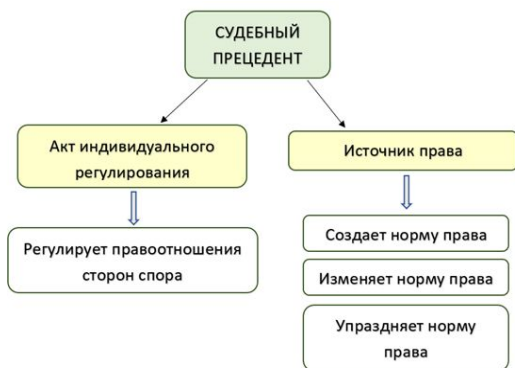 СУДЕБНЫЙ
ПРЕЦЕДЕНТ
Акт индивидуального
регулирования
Источник права
Регулирует правоотношения
сторон спора
Создает норму права
Изменяет норму права
Упраздняет норму
права